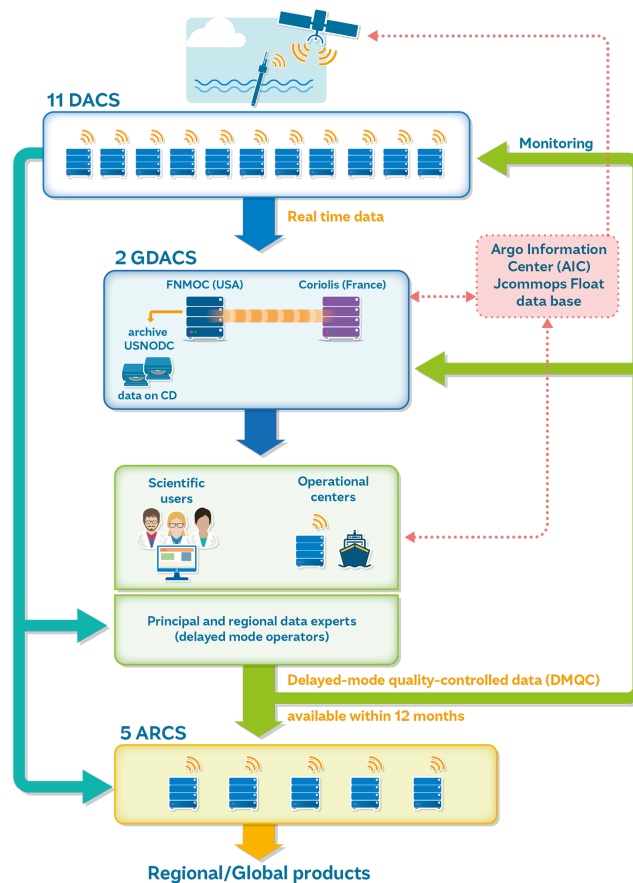 11 DACS
Monitoring
Real time data
Argo Information
Center (AIC)
Jcommops Float
data base
2 GDACS
FNMOC (USA)
Coriolis (France)
archive
USNODC
data on CD
Scientific
users
Operational
centers
Principal and regional data experts
(delayed mode operators)
Delayed-mode quality-controlled data (DMQC)
available within 12 months
5 ARCS
Regional/Global products